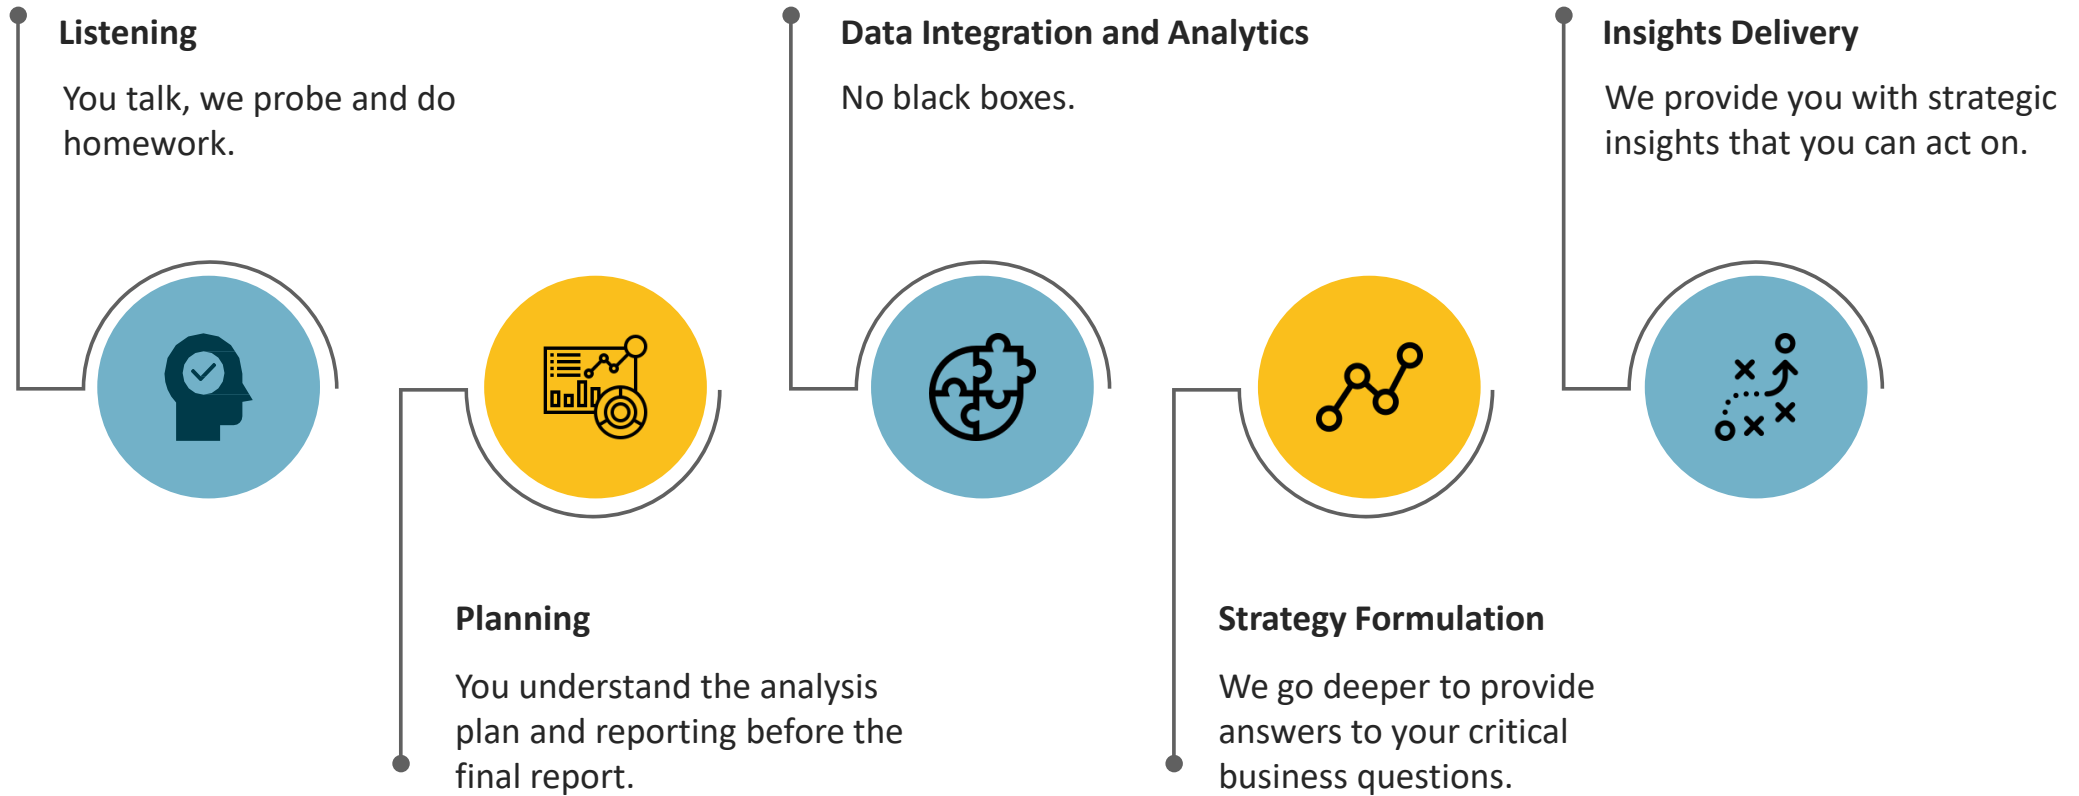 Listening
You talk, we probe and do
homework.
Planning
You understand the analysis
plan and reporting before the
final report.
Data Integration and Analytics
No black boxes.
Strategy Formulation
We go deeper to provide
answers to your critical
business questions.
Insights Delivery
We provide you with strategic
insights that you can act on.